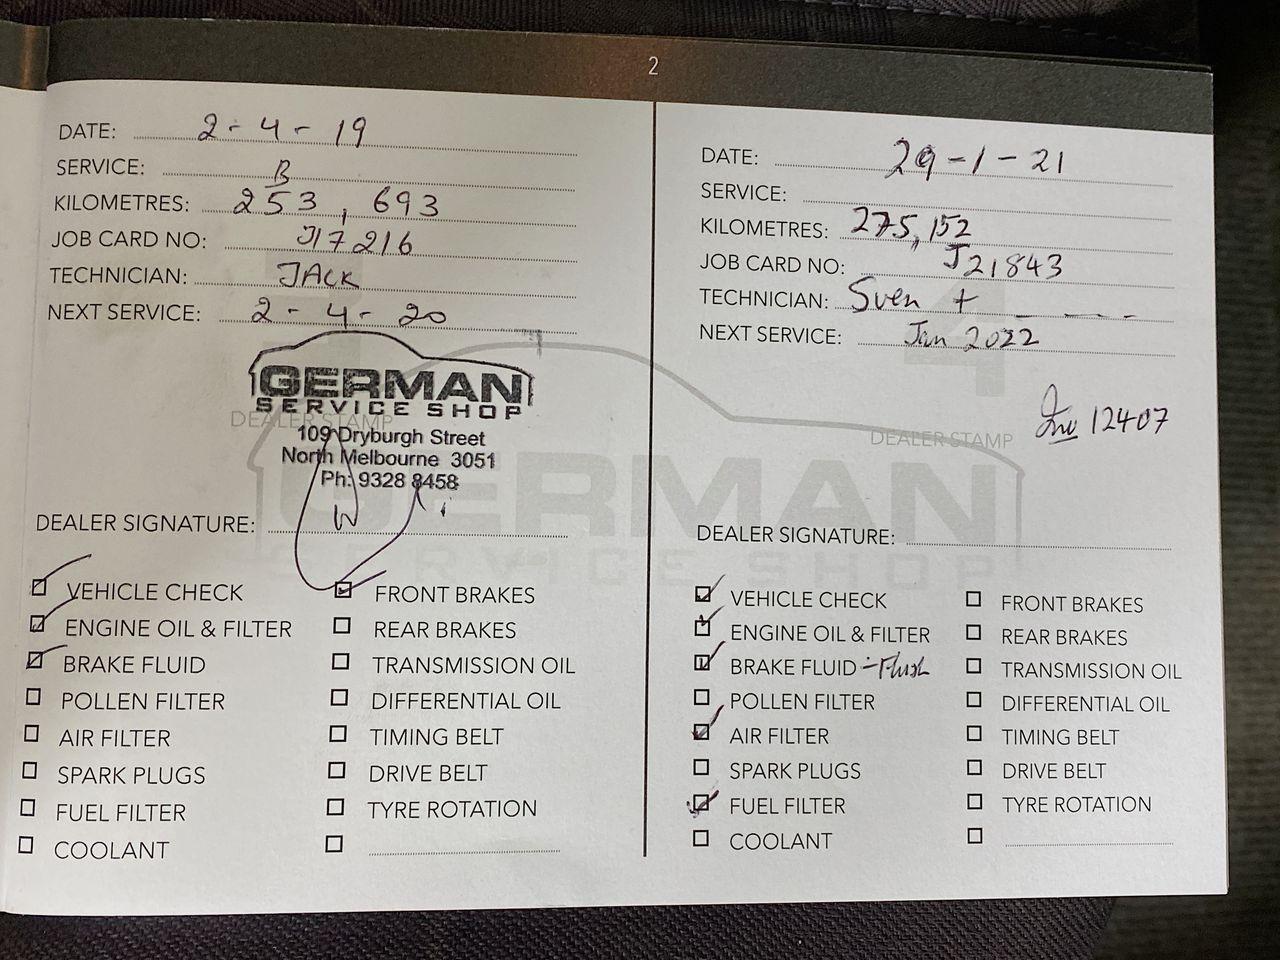 2
DATE: 2-4-19
SERVICE: B
KILOMETRES: 253,693
JOB CARD NO: J17216
TECHNICIAN: JACK
NEXT SERVICE: 2-4-20
GERMAN
SERVICE SHOP
DEALER STAMP
109 Dryburgh Street
North Melbourne 3051
Ph: 9328 8458
DEALER SIGNATURE:
VEHICLE CHECK
ENGINE OIL & FILTER
BRAKE FLUID
POLLEN FILTER
AIR FILTER
SPARK PLUGS
FUEL FILTER
COOLANT
FRONT BRAKES
REAR BRAKES
TRANSMISSION OIL
DIFFERENTIAL OIL
TIMING BELT
DRIVE BELT
TYRE ROTATION
DATE: 29-1-21
SERVICE:
KILOMETRES: 275,152
JOB CARD NO: J21843
TECHNICIAN: Sven +
NEXT SERVICE: Jan 2022
Inv 12407
DEALER STAMP
GERMAN
SERVICE SHOP
DEALER SIGNATURE:
VEHICLE CHECK
ENGINE OIL & FILTER
BRAKE FLUID - Flush
POLLEN FILTER
AIR FILTER
SPARK PLUGS
FUEL FILTER
COOLANT
FRONT BRAKES
REAR BRAKES
TRANSMISSION OIL
DIFFERENTIAL OIL
TIMING BELT
DRIVE BELT
TYRE ROTATION